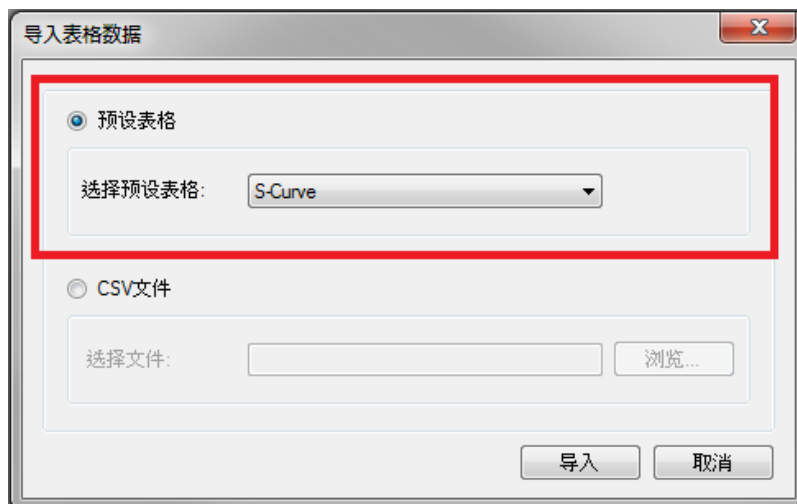 导入表格数据
预设表格
选择预设表格: S-Curve
CSV文件
选择文件: 浏览...
导入 取消